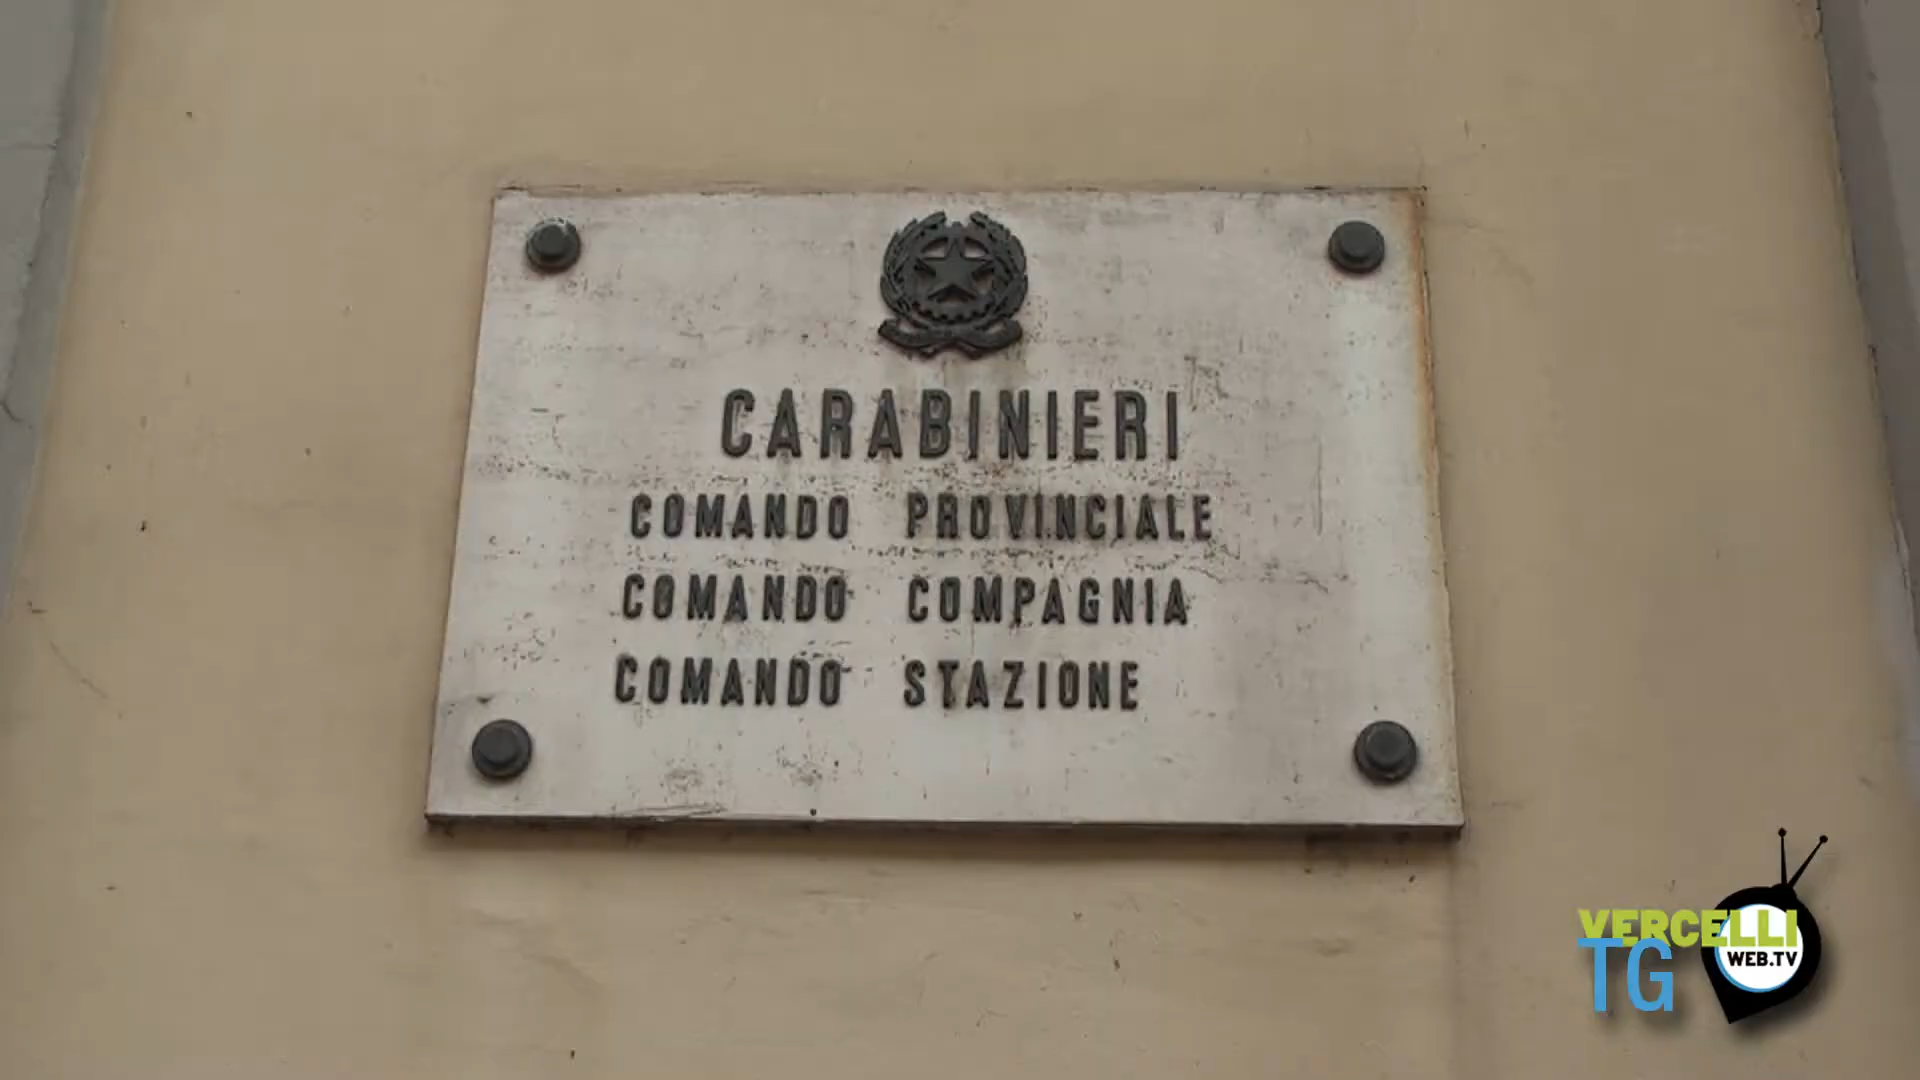 CARABINIERI
COMANDO PROVINCIALE
COMANDO COMPAGNIA
COMANDO STAZIONE
VERCELLI
WEB.TV
TG